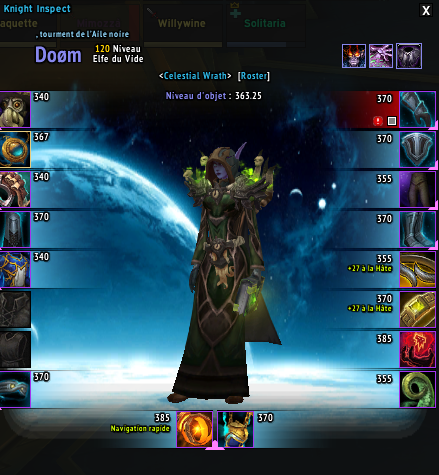 Knight Inspect
X
aquette
Willywine
Solitaria
, tourment de l'Aile noire
Doøm
120 Niveau
Elfe du Vide
<Celestial Wrath> [Roster]
Niveau d'objet : 363.25
340
370
367
370
340
355
370
370
340
355
+27 à la Hâte
370
+27 à la Hâte
385
370
355
385
370
Navigation rapide